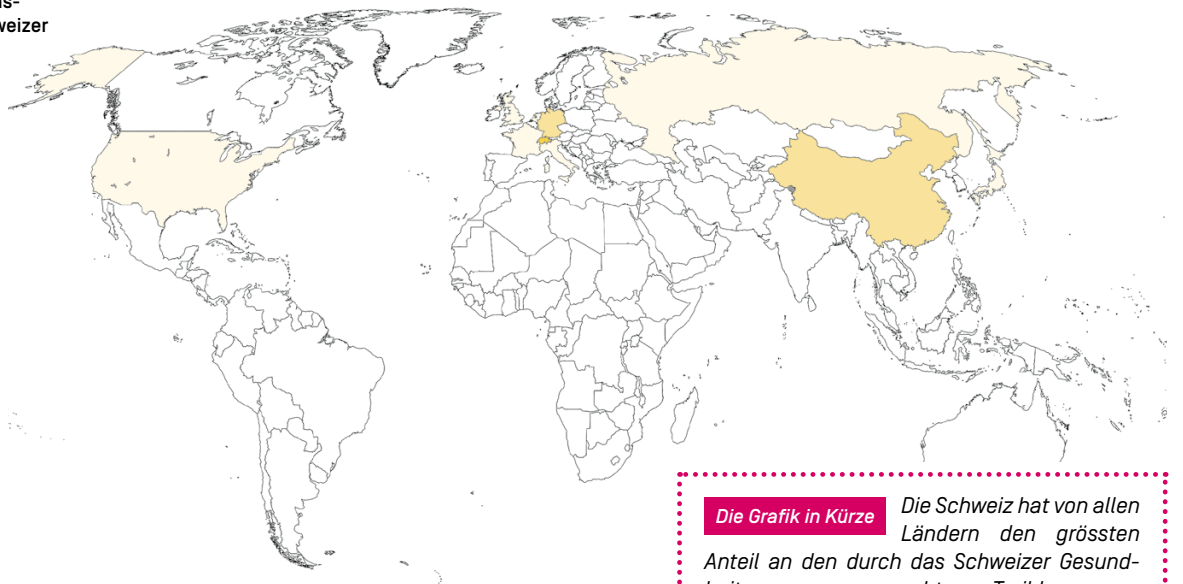 weizer
Die Grafik in Kürze
Die Schweiz hat von allen
Ländern den grössten
Anteil an den durch das Schweizer Gesund-